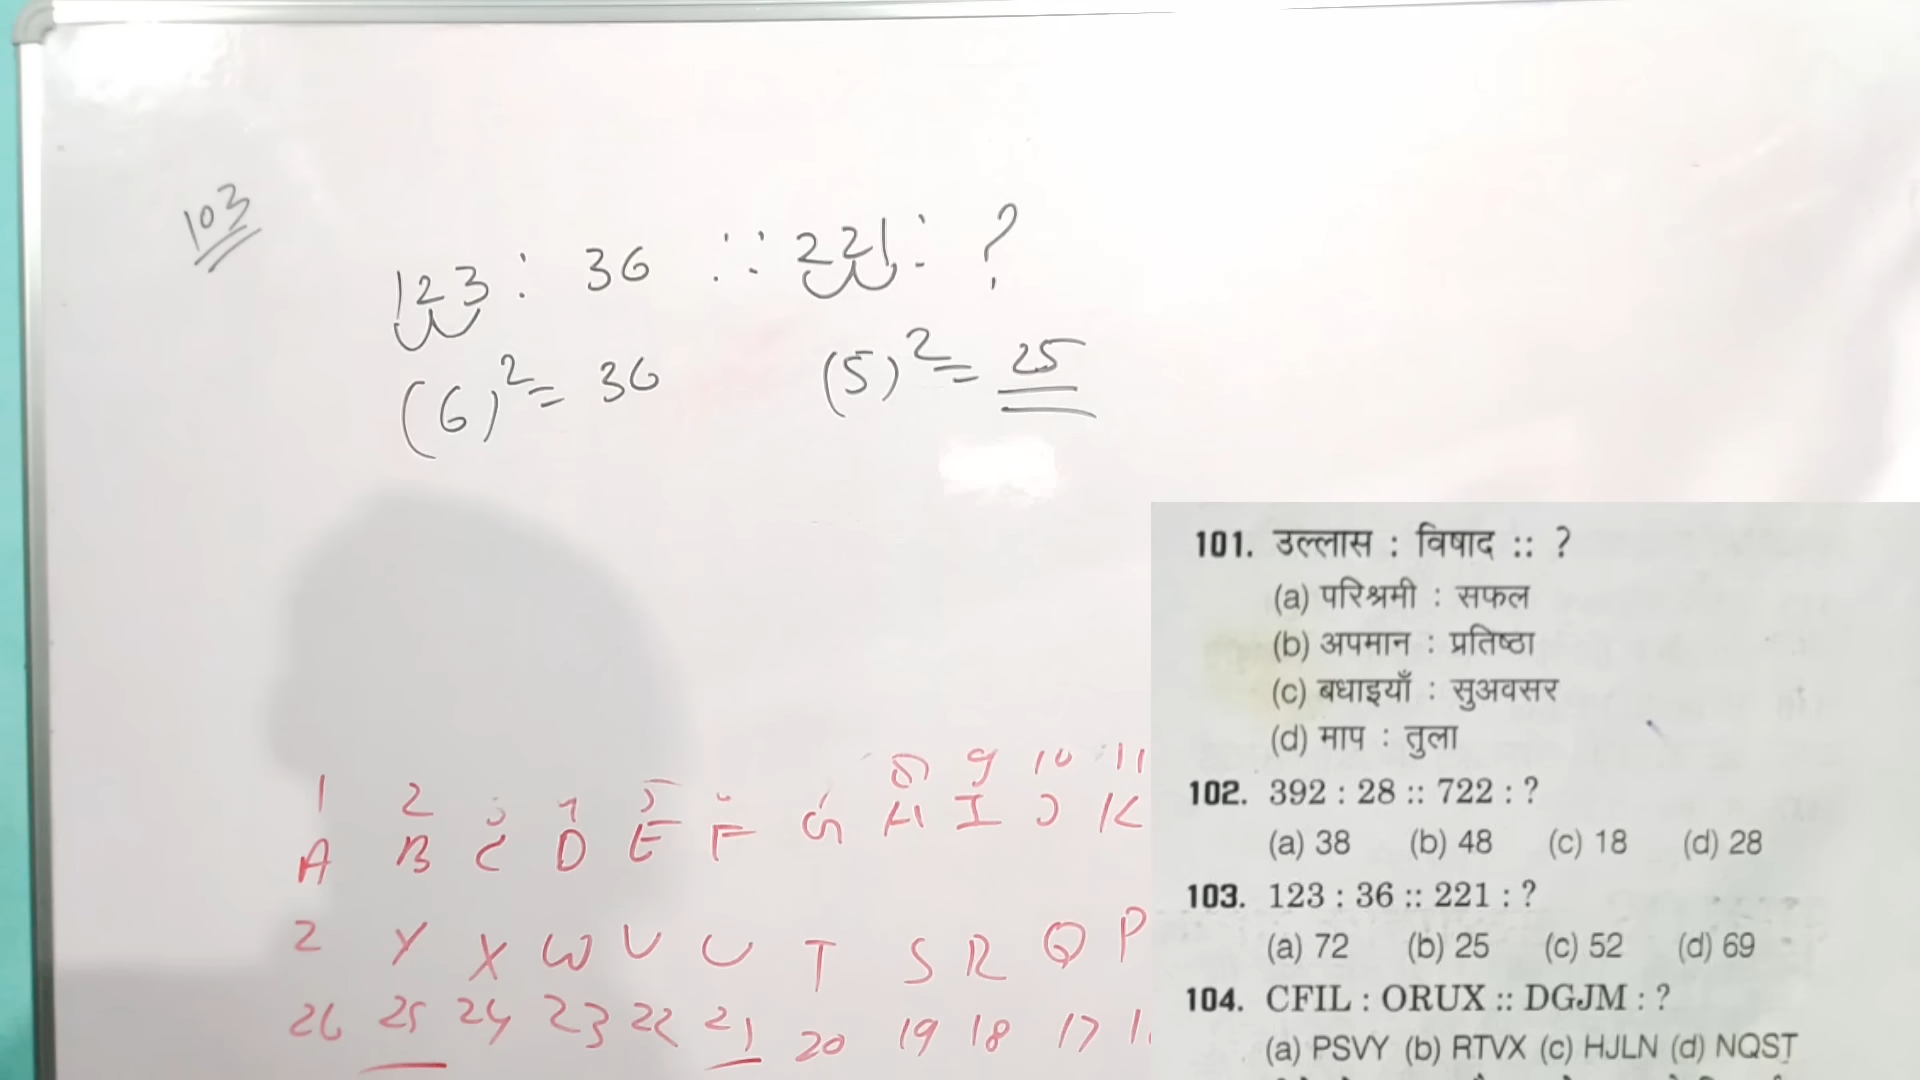 103
123 : 36 :: 221 : ?
(6)²= 36 (5)²= 25
8 9 10 11
1 2 5
A B C D E F G H I J K
Z Y X W V U T S R Q P
26 25 24 23 22 21 20 19 18 17
101. उल्लास : विषाद :: ?
(a) परिश्रमी : सफल
(b) अपमान : प्रतिष्ठा
(c) बधाइयाँ : सुअवसर
(d) माप : तुला
102. 392 : 28 :: 722 : ?
(a) 38 (b) 48 (c) 18 (d) 28
103. 123 : 36 :: 221 : ?
(a) 72 (b) 25 (c) 52 (d) 69
104. CFIL : ORUX :: DGJM : ?
(a) PSVY (b) RTVX (c) HJLN (d) NQST